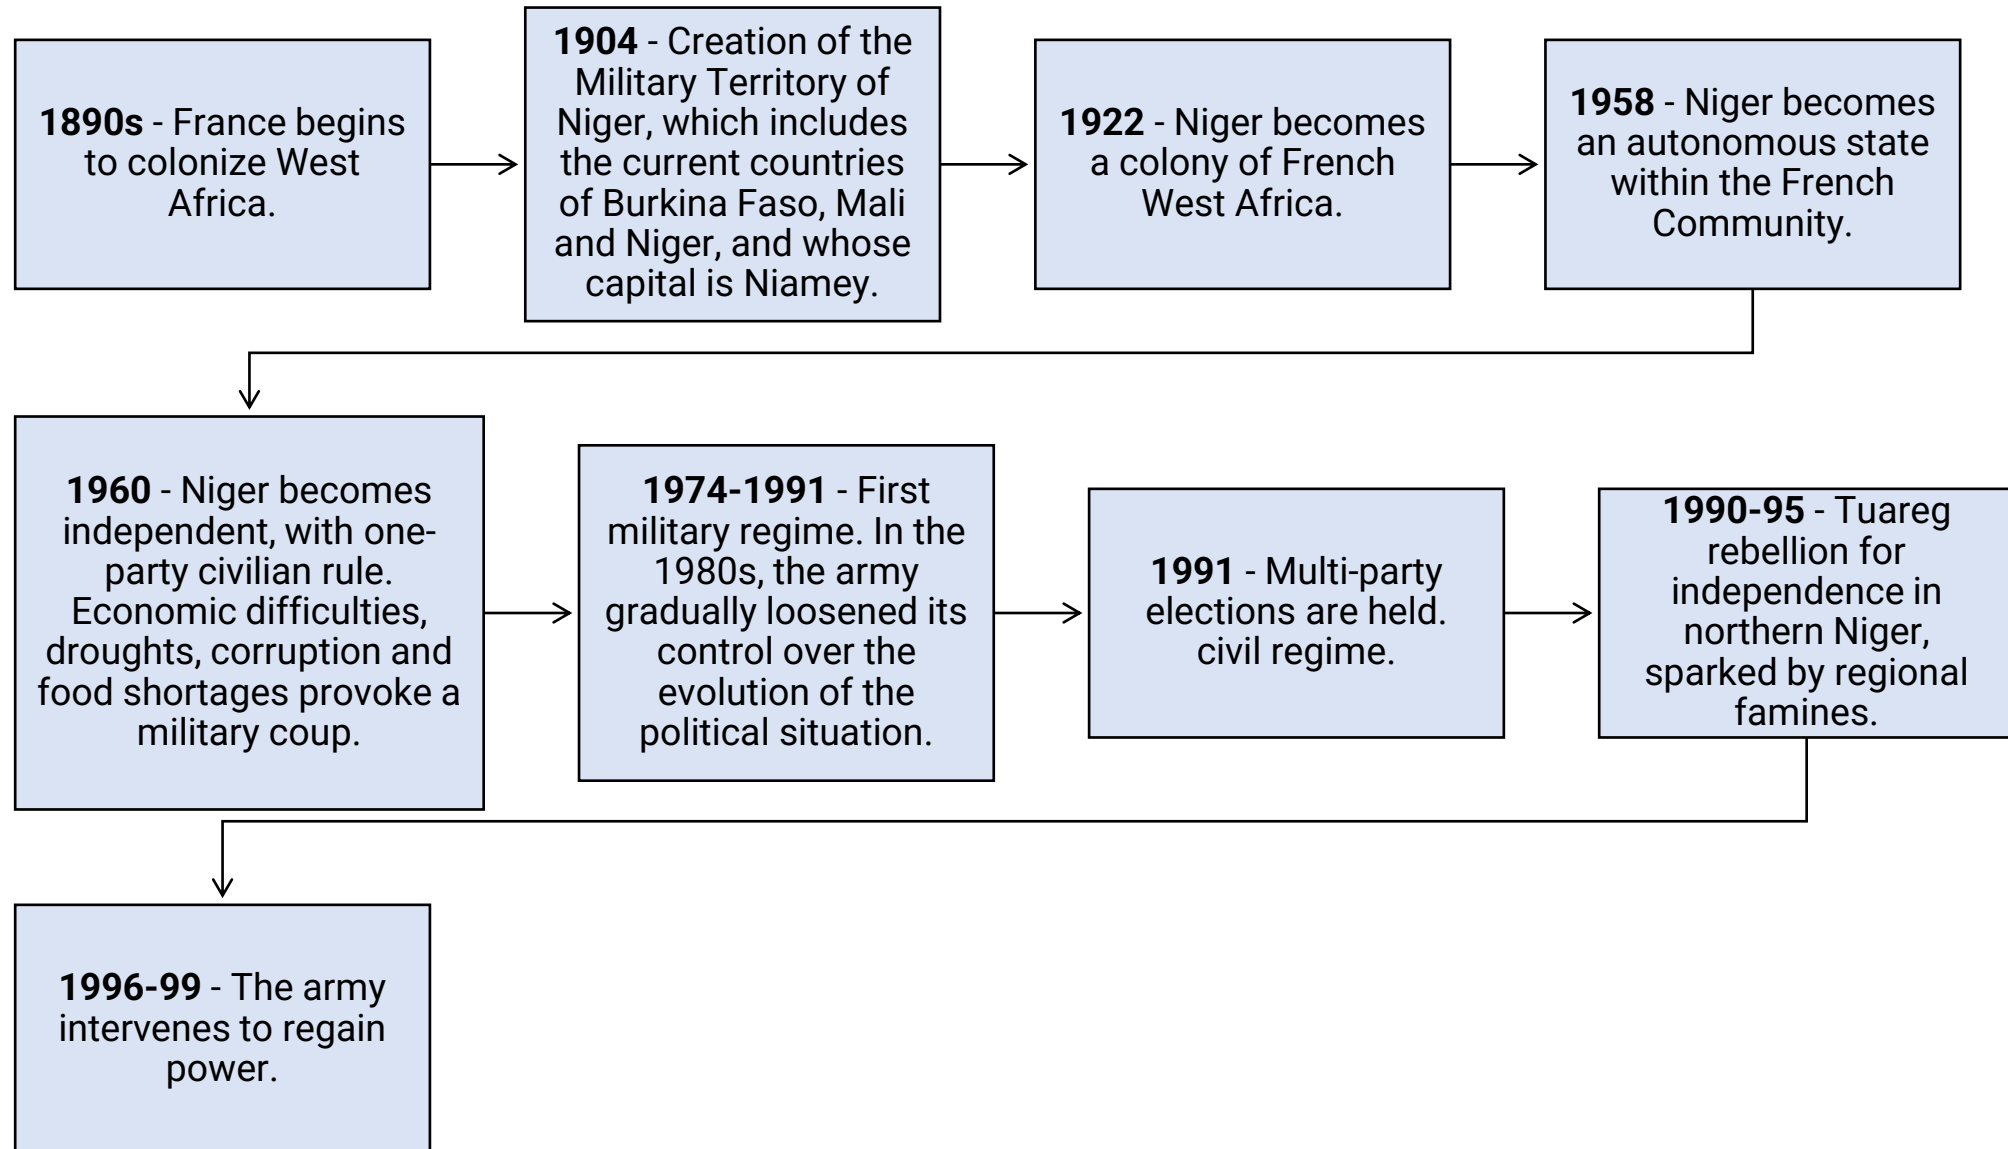 1890s - France begins
to colonize West
Africa.
1904 - Creation of the
Military Territory of
Niger, which includes
the current countries
of Burkina Faso, Mali
and Niger, and whose
capital is Niamey.
1922 - Niger becomes
a colony of French
West Africa.
1958 - Niger becomes
an autonomous state
within the French
Community.
1960 - Niger becomes
independent, with one-
party civilian rule.
Economic difficulties,
droughts, corruption and
food shortages provoke a
military coup.
1974-1991 - First
military regime. In the
1980s, the army
gradually loosened its
control over the
evolution of the
political situation.
1991 - Multi-party
elections are held.
civil regime.
1990-95 - Tuareg
rebellion for
independence in
northern Niger,
sparked by regional
famines.
1996-99 - The army
intervenes to regain
power.